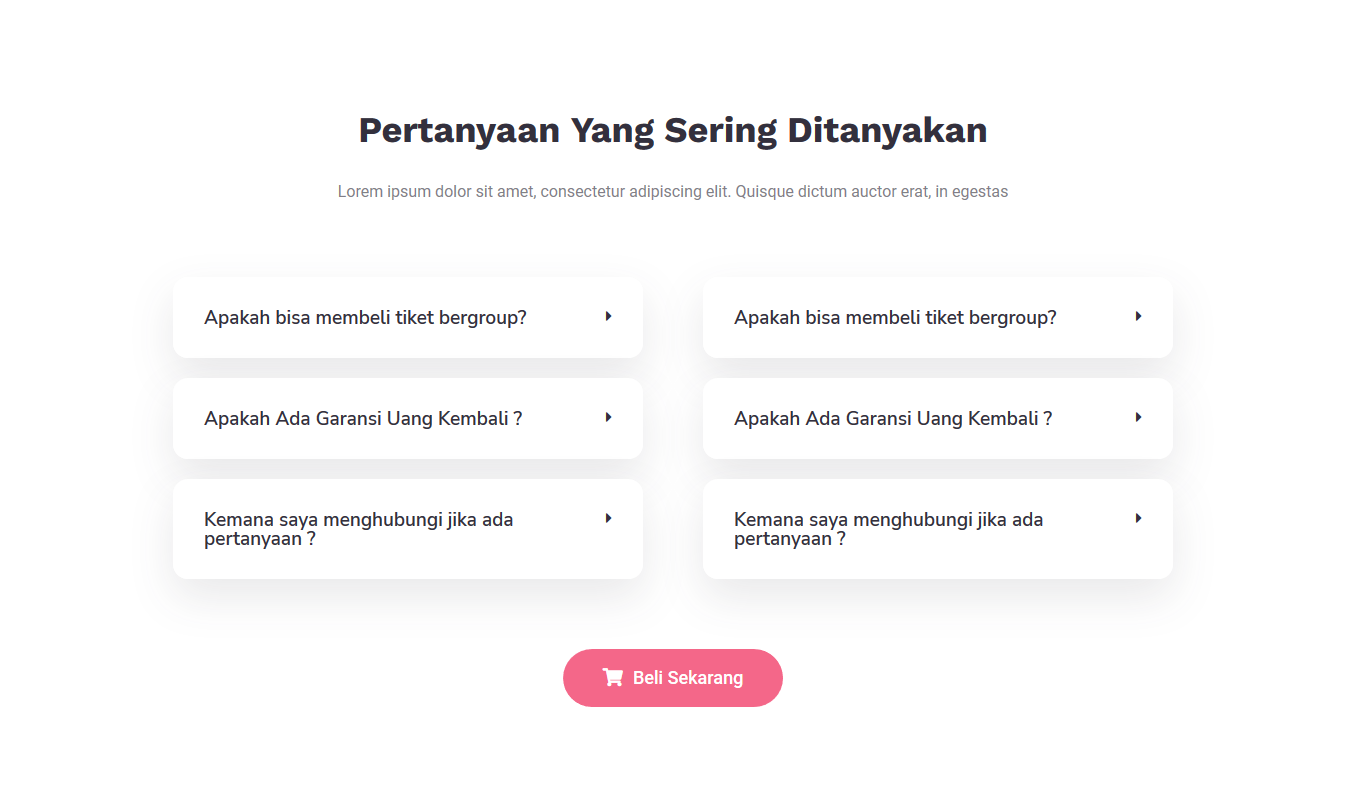 Pertanyaan Yang Sering Ditanyakan
Lorem ipsum dolor sit amet, consectetur adipiscing elit. Quisque dictum auctor erat, in egestas
Apakah bisa membeli tiket bergroup?
Apakah Ada Garansi Uang Kembali ?
Kemana saya menghubungi jika ada
pertanyaan ?
Apakah bisa membeli tiket bergroup?
Apakah Ada Garansi Uang Kembali ?
Kemana saya menghubungi jika ada
pertanyaan ?
Beli Sekarang